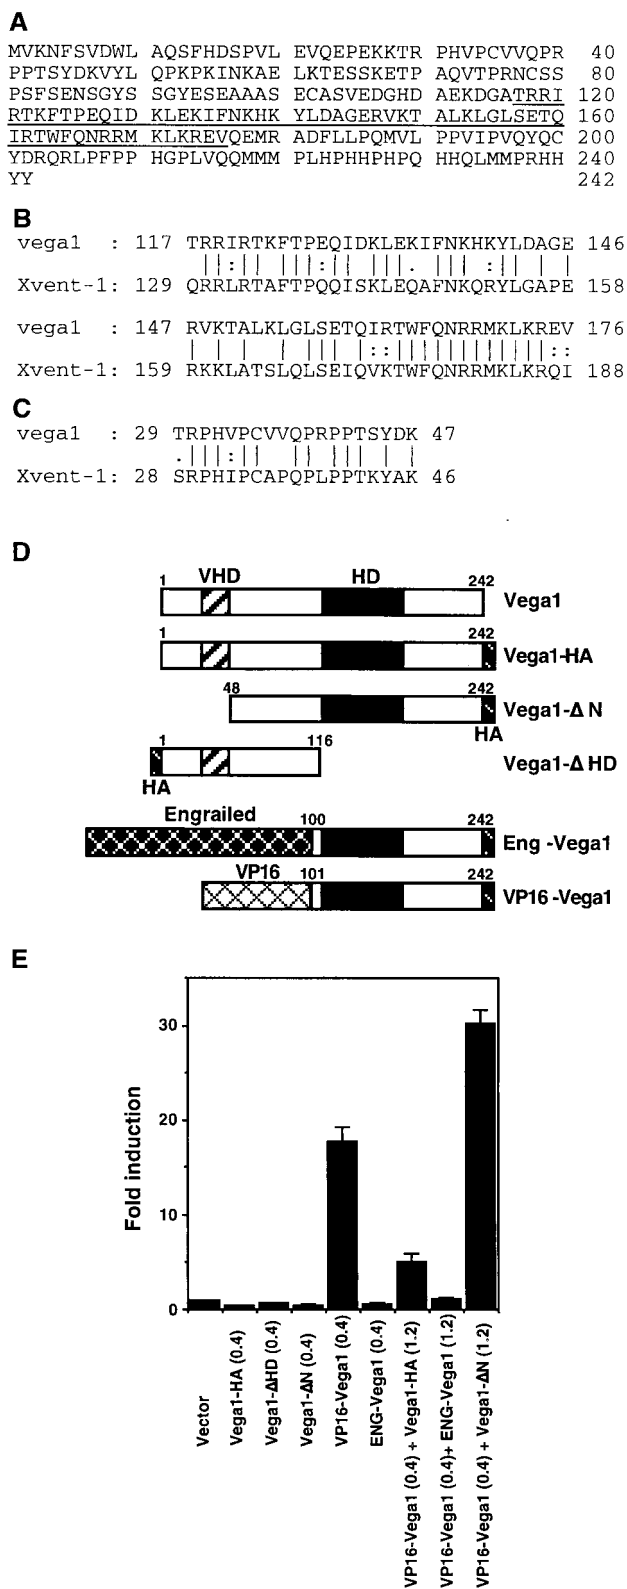 A
MVKNFSVDWL AQSFHDSPVL EVQEPEKKTR PHVPCVVQPR 40
PPTSYDKVYL QPKPKINKAE LKTESSKETP AQVTPRNCSS 80
PSFSENSGYS SGYESEAAAS ECASVEDGHD AEKDGATRRI 120
RTKFTPEQID KLEKIFNKHK YLDAGERVKT ALKLGLSETQ 160
IRTWFQNRRM KLKREVQEMR ADFLLPQMVL PPVIPVQYQC 200
YDRQRLPFPP HGPLVQQMMM PLHPHHPHPQ HHQLMMPRHH 240
YY 242
B
vega1 : 117 TRRIRTKFTPEQIDKLEKIFNKHKYLDAGE 146
||:|| |||:|| |||. | :|| | |
Xvent-1: 129 QRRLRTAFTPQQISKLEQAFNKQRYLGAPE 158
vega1 : 147 RVKTALKLGLSETQIRTWFQNRRMKLKREV 176
| | | | ||| |::||||||||||||::
Xvent-1: 159 RKKLATSLQLSEIQVKTWFQNRRMKLKRQI 188
C
vega1 : 29 TRPHVPCVVQPRPPTSYDK 47
.|||:|| || ||| | |
Xvent-1: 28 SRPHIPCAPQPLPPTKYAK 46
D
VHD HD
1 242
Vega1
1 242
Vega1-HA
48 242
Vega1-Δ N
HA
1 116
Vega1-Δ HD
HA
Engrailed 100 242
Eng -Vega1
VP16 101 242
VP16 -Vega1
E
Fold induction
30
20
10
0
Vector
Vega1-HA (0.4)
Vega1-ΔHD (0.4)
Vega1-ΔN (0.4)
VP16-Vega1 (0.4)
ENG-Vega1 (0.4)
VP16-Vega1 (0.4) + Vega1-HA (1.2)
VP16-Vega1 (0.4)+ ENG-Vega1 (1.2)
VP16-Vega1 (0.4) + Vega1-ΔN (1.2)